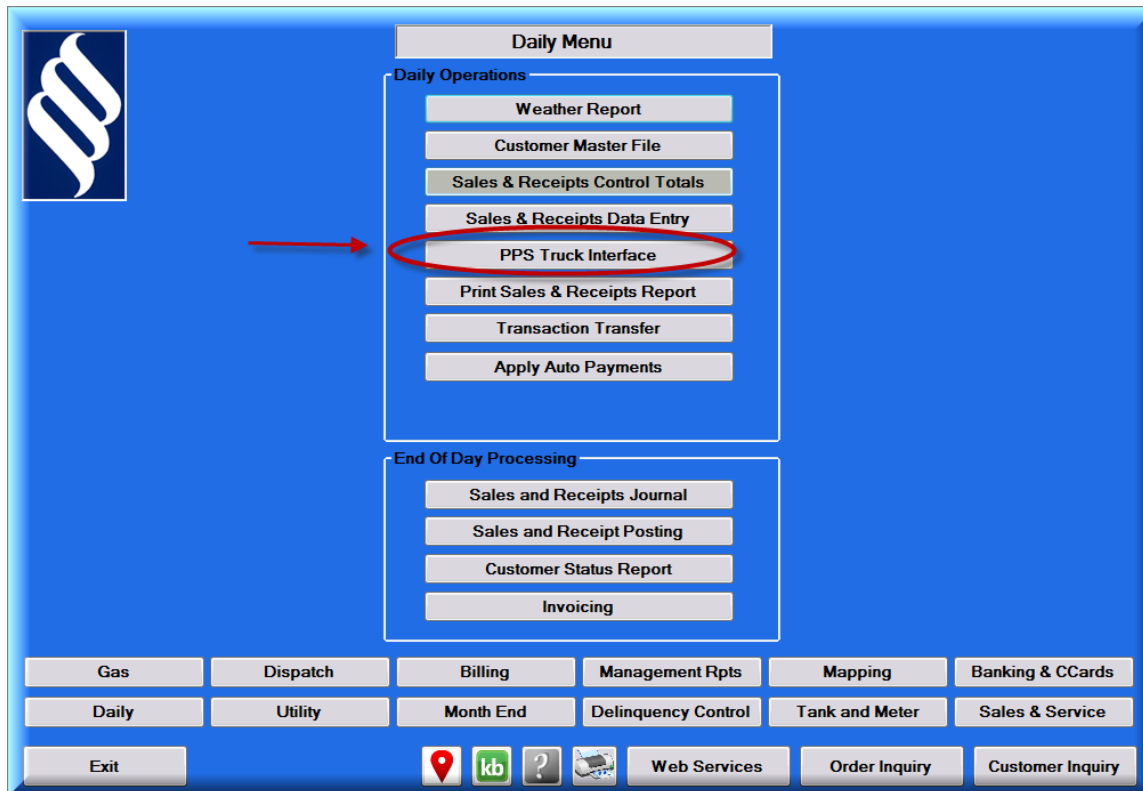 Daily Menu
Daily Operations
Weather Report
Customer Master File
Sales & Receipts Control Totals
Sales & Receipts Data Entry
PPS Truck Interface
Print Sales & Receipts Report
Transaction Transfer
Apply Auto Payments
End Of Day Processing
Sales and Receipts Journal
Sales and Receipt Posting
Customer Status Report
Invoicing
Gas Dispatch Billing Management Rpts Mapping Banking & CCards
Daily Utility Month End Delinquency Control Tank and Meter Sales & Service
Exit kb ? Web Services Order Inquiry Customer Inquiry